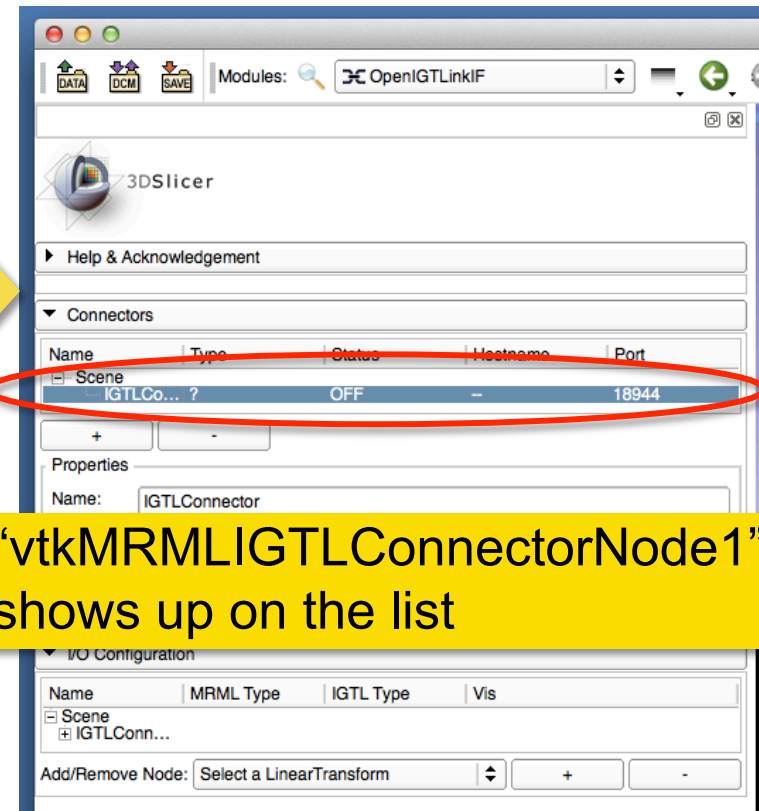 DATA DCM SAVE Modules: OpenIGTLinkIF
3DSlicer
Help & Acknowledgement
Connectors
Name Type Status Hostname Port
Scene
IGTLCo... ? OFF -- 18944
+ -
Properties
Name: IGTLConnector
“vtkMRMLIGTLConnectorNode1”
shows up on the list
I/O Configuration
Name MRML Type IGTL Type Vis
Scene
IGTLConn...
Add/Remove Node: Select a LinearTransform + -